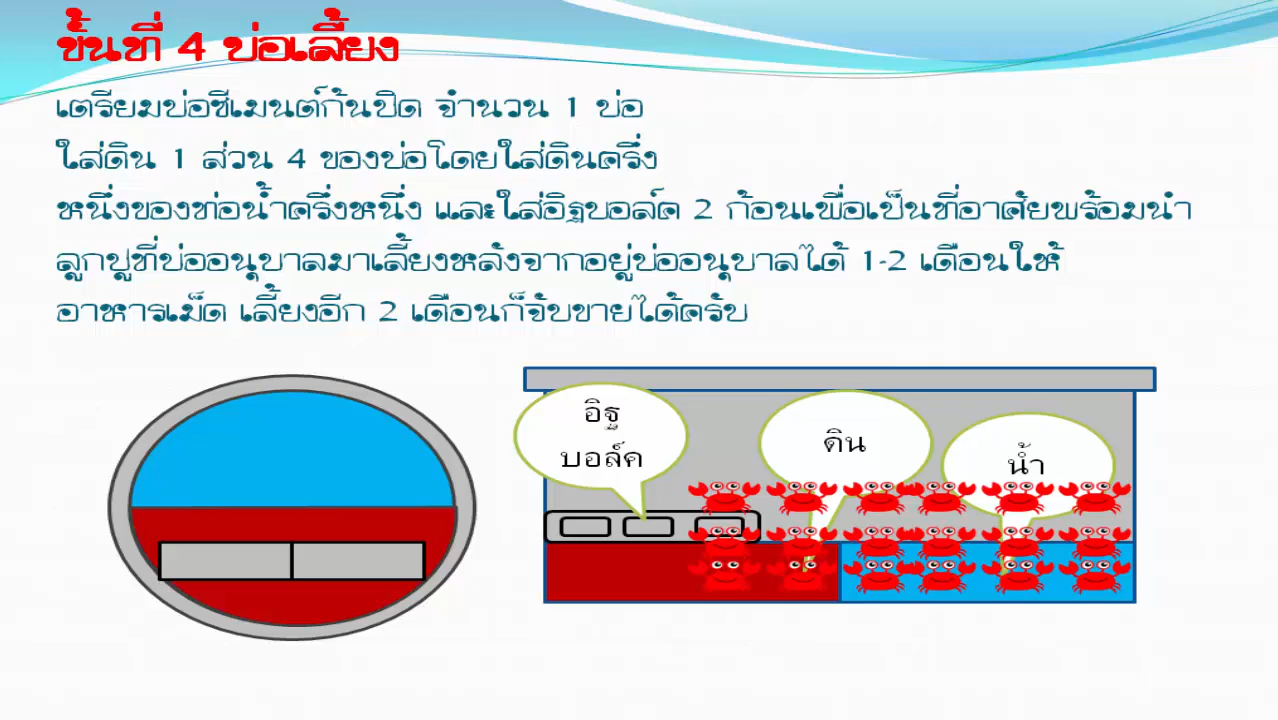 ขั้นที่ 4 บ่อเลี้ยง
เตรียมบ่อซีเมนต์ก้นปิด จำนวน 1 บ่อ
ใส่ดิน 1 ส่วน 4 ของบ่อโดยใส่ดินครึ่ง
หนึ่งของท่อน้ำครึ่งหนึ่ง และใส่อิฐบอล์ค 2 ก้อนเพื่อเป็นที่อาศัยพร้อมนำ
ลูกปูที่บ่ออนุบาลมาเลี้ยงหลังจากอยู่บ่ออนุบาลได้ 1-2 เดือนให้
อาหารเม็ด เลี้ยงอีก 2 เดือนก็จับขายได้ครับ
อิฐ
บอล์ค
ดิน
น้ำ